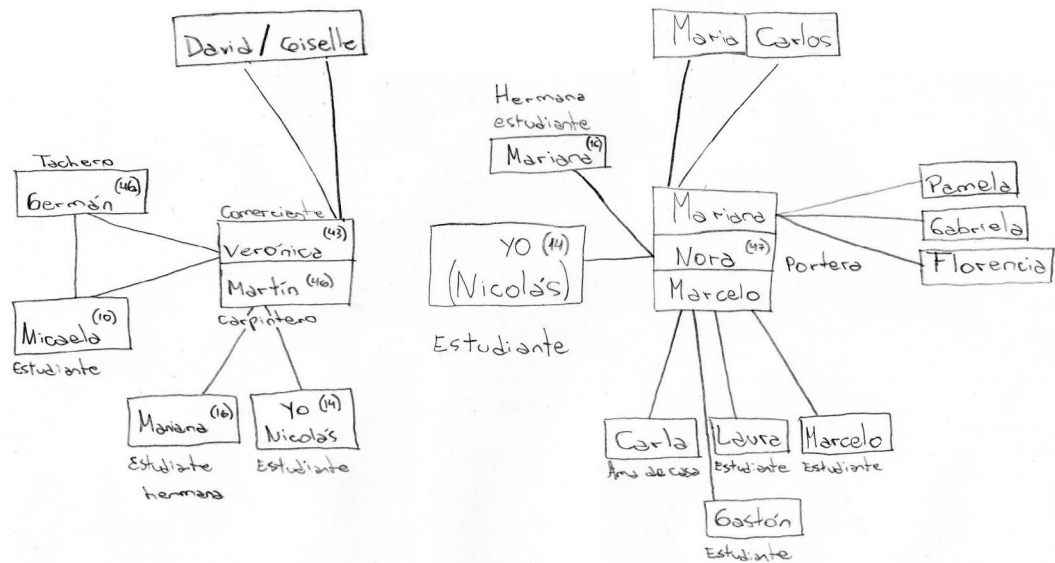 David / Geiselle
Maria Carlos
Hermana
estudiante
Mariana (16)
Tachero
Germán (46)
Comerciente
Verónica (43)
Martín (46)
Carpintero
Micaela (10)
Estudiante
Mariana (16)
Estudiante
hermana
Yo (14)
Nicolás
Estudiante
YO (14)
(Nicolás)
Estudiante
Mariana
Nora (47)
Marcelo
Portera
Pamela
Gabriela
Florencia
Carla
Ama de casa
Laura
Estudiante
Marcelo
Estudiante
Gastón
Estudiante